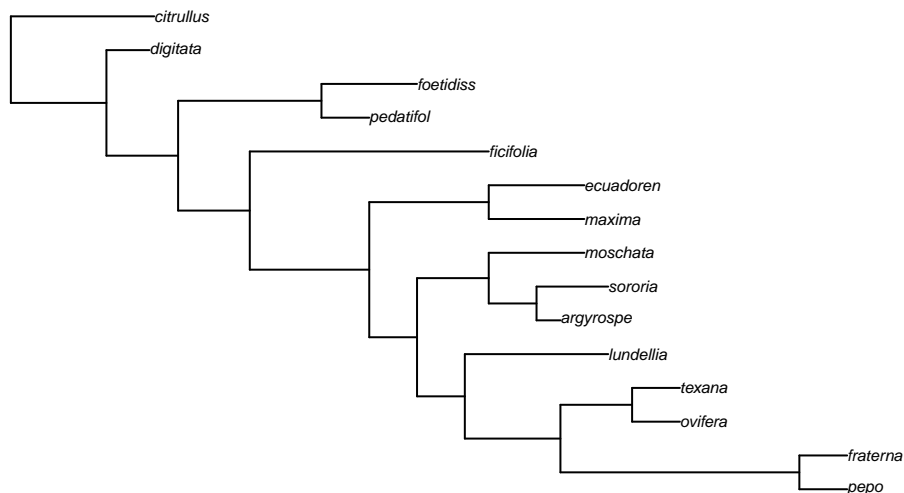 citrullus
digitata
foetidiss
pedatifol
ficifolia
ecuadoren
maxima
moschata
sororia
argyrospe
lundellia
texana
ovifera
fraterna
pepo